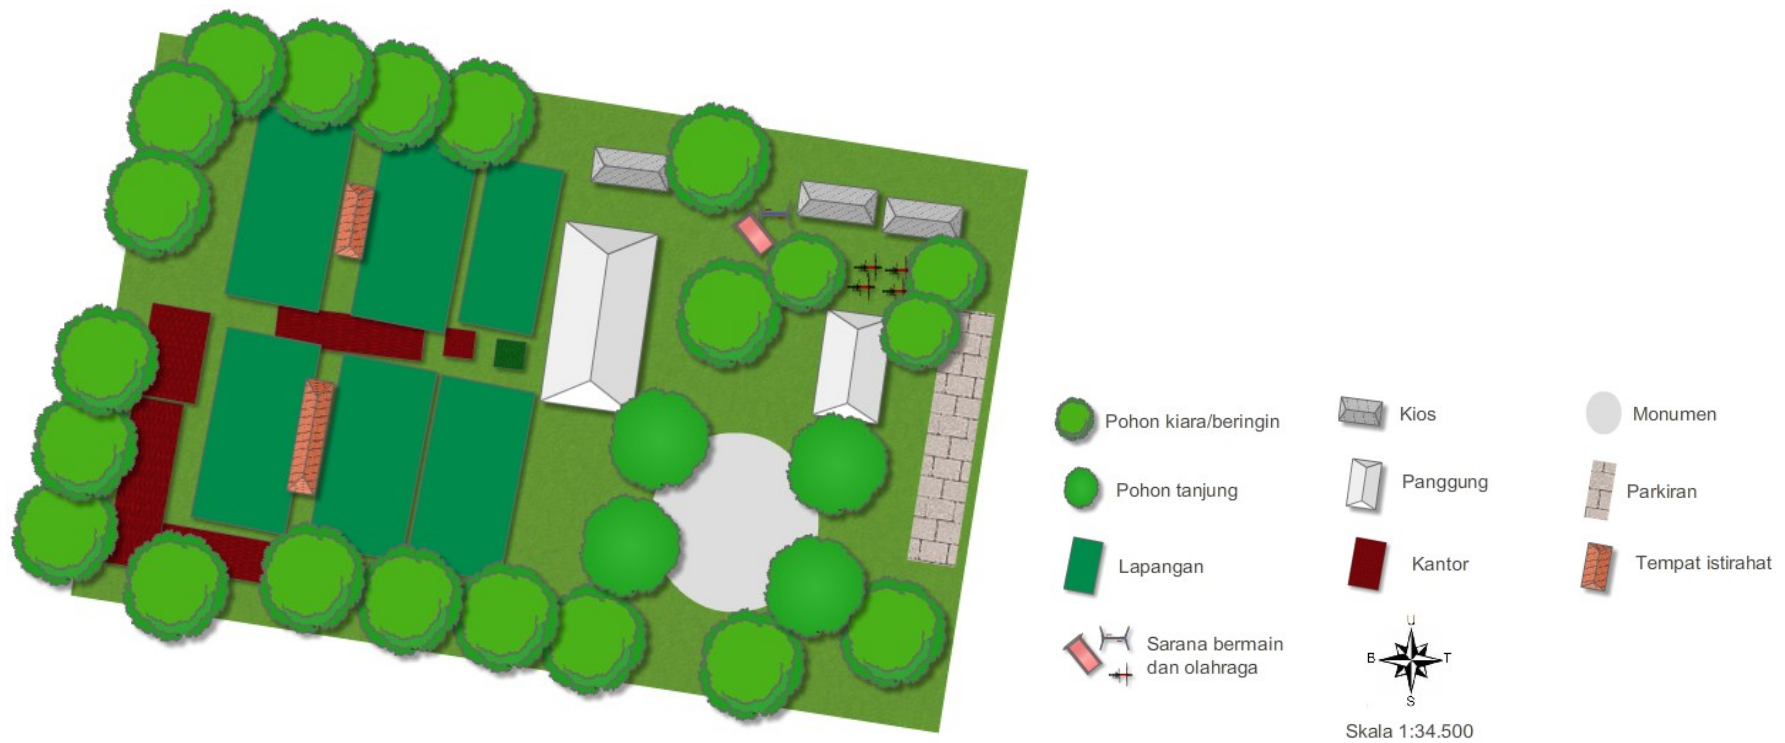 Pohon kiara/beringin
Pohon tanjung
Lapangan
Sarana bermain
dan olahraga
Kios
Panggung
Kantor
Monumen
Parkiran
Tempat istirahat
U
B T
S
Skala 1:34.500